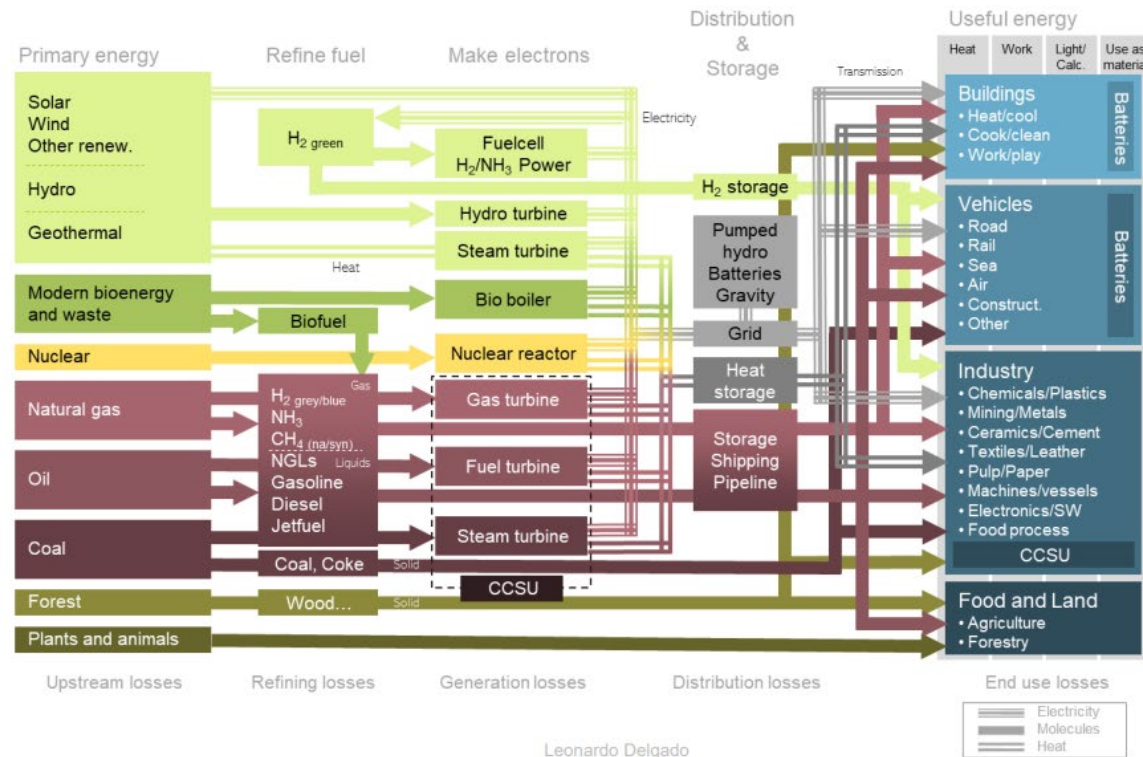 Primary energy
Refine fuel
Make electrons
Distribution
&
Storage
Useful energy
Heat
Work
Light/
Calc.
Use as
materia
Transmission
Electricity
Solar
Wind
Other renew.
Hydro
Geothermal
Heat
Modern bioenergy
and waste
Nuclear
Natural gas
Oil
Coal
Forest
Plants and animals
H2 green
Biofuel
Gas
H2 grey/blue
NH3
CH4 (na/syn)
NGLs
Liquids
Gasoline
Diesel
Jetfuel
Coal, Coke
Solid
Wood...
Solid
Fuelcell
H2/NH3 Power
Hydro turbine
Steam turbine
Bio boiler
Nuclear reactor
Gas turbine
Fuel turbine
Steam turbine
CCSU
H2 storage
Pumped
hydro
Batteries
Gravity
Grid
Heat
storage
Storage
Shipping
Pipeline
Buildings
• Heat/cool
• Cook/clean
• Work/play
Batteries
Vehicles
• Road
• Rail
• Sea
• Air
• Construct.
• Other
Batteries
Industry
• Chemicals/Plastics
• Mining/Metals
• Ceramics/Cement
• Textiles/Leather
• Pulp/Paper
• Machines/vessels
• Electronics/SW
• Food process
CCSU
Food and Land
• Agriculture
• Forestry
Upstream losses
Refining losses
Generation losses
Distribution losses
End use losses
Electricity
Molecules
Heat
Leonardo Delgado